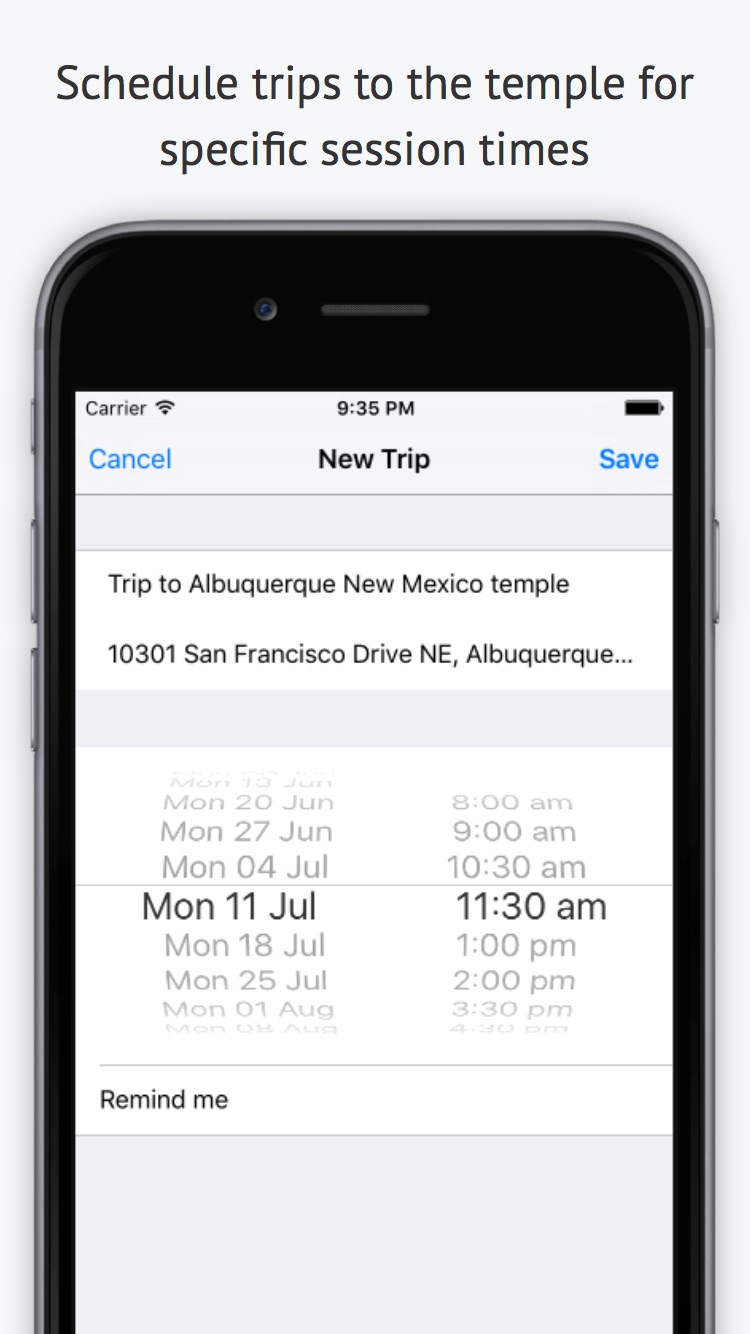 Schedule trips to the temple for
specific session times
Carrier 9:35 PM
Cancel New Trip Save
Trip to Albuquerque New Mexico temple
10301 San Francisco Drive NE, Albuquerque...
Mon 13 Jun
Mon 20 Jun 8:00 am
Mon 27 Jun 9:00 am
Mon 04 Jul 10:30 am
Mon 11 Jul 11:30 am
Mon 18 Jul 1:00 pm
Mon 25 Jul 2:00 pm
Mon 01 Aug 3:30 pm
Mon 08 Aug 4:30 pm
Remind me